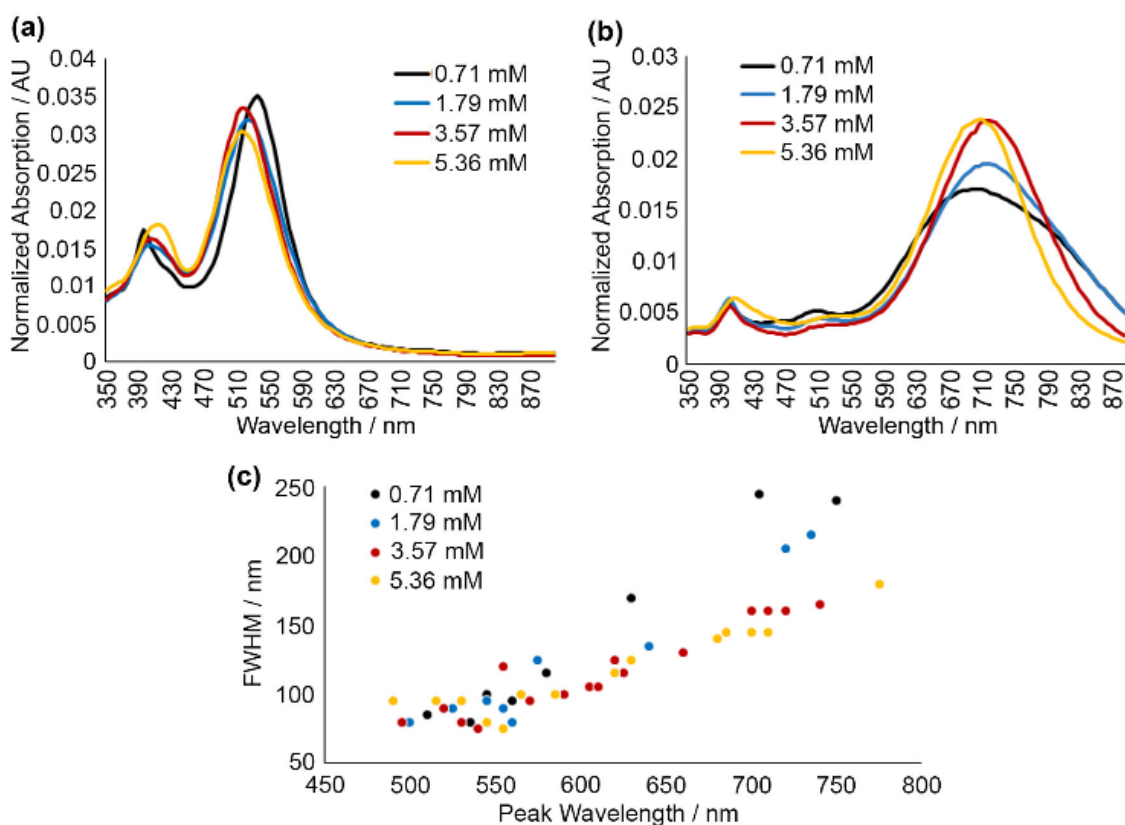 (a)
Normalized Absorption / AU
0.04
0.035
0.03
0.025
0.02
0.015
0.01
0.005
0
0.71 mM
1.79 mM
3.57 mM
5.36 mM
350 390 430 470 510 550 590 630 670 710 750 790 830 870
Wavelength / nm
(b)
Normalized Absorption / AU
0.03
0.025
0.02
0.015
0.01
0.005
0
0.71 mM
1.79 mM
3.57 mM
5.36 mM
350 390 430 470 510 550 590 630 670 710 750 790 830 870
Wavelength / nm
(c)
FWHM / nm
250
200
150
100
50
0.71 mM
1.79 mM
3.57 mM
5.36 mM
450 500 550 600 650 700 750 800
Peak Wavelength / nm